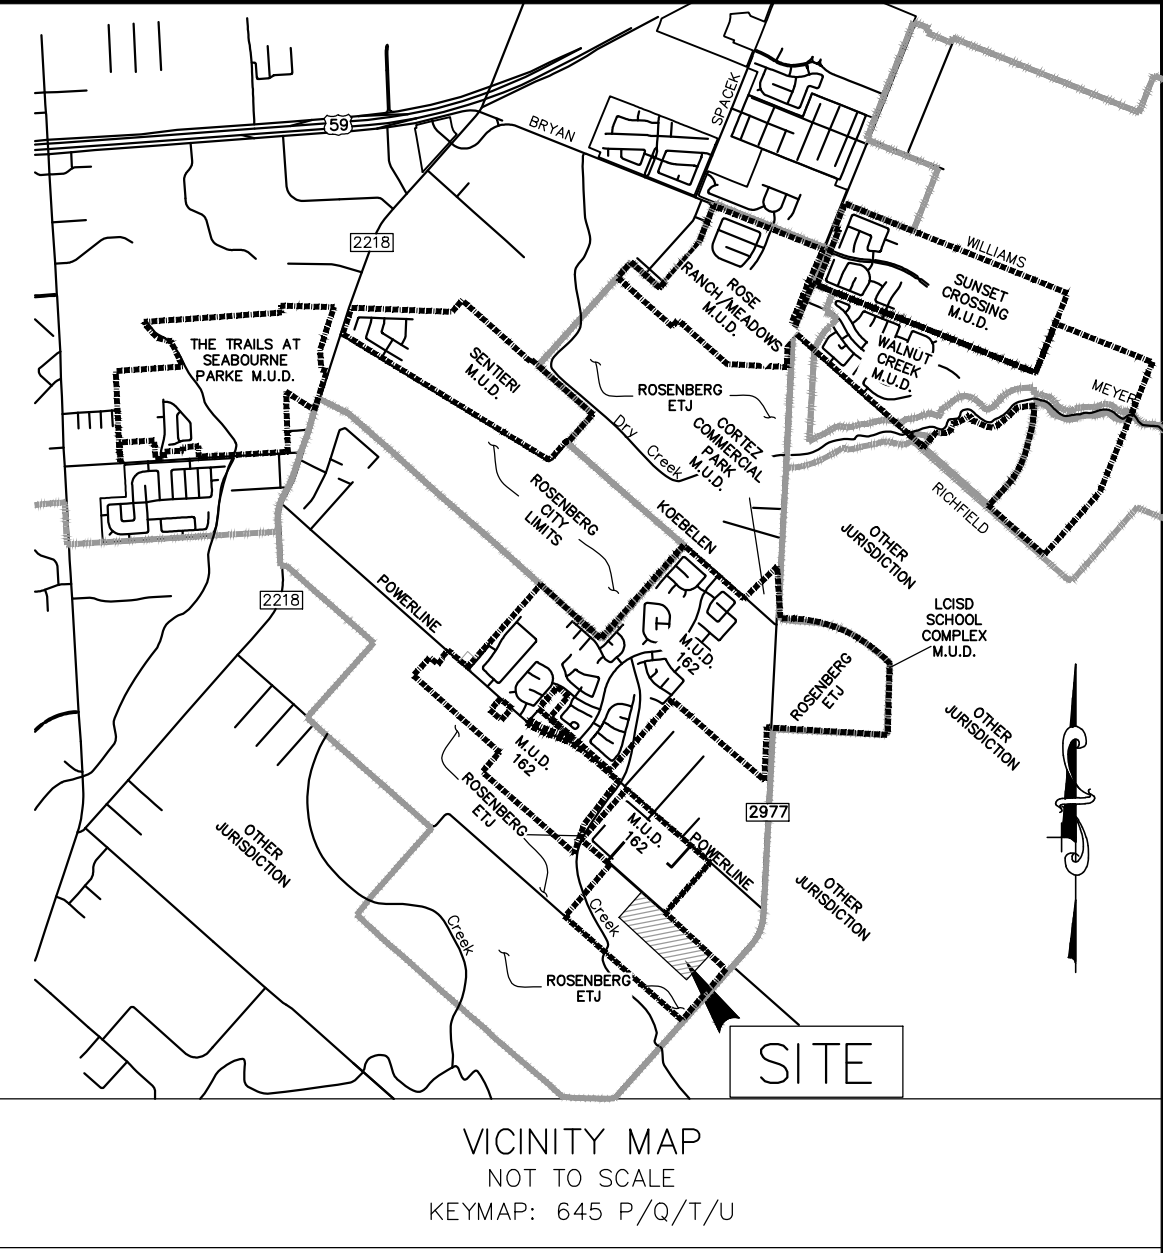 59
BRYAN
SPACEK
2218
WILLIAMS
SUNSET
CROSSING
M.U.D.
ROSE
RANCH/MEADOWS
M.U.D.
THE TRAILS AT
SEABOURNE
PARKE M.U.D.
SENTIERI
M.U.D.
WALNUT
CREEK
M.U.D.
MEYER
ROSENBERG
ETJ
Dry Creek
CORTEZ
COMMERCIAL
PARK
M.U.D.
ROSENBERG
CITY
LIMITS
KOEBELEN
RICHFIELD
OTHER
JURISDICTION
2218
POWERLINE
LCISD
SCHOOL
COMPLEX
M.U.D.
M.U.D.
162
ROSENBERG
ETJ
OTHER
JURISDICTION
M.U.D.
162
ROSENBERG
ETJ
2977
M.U.D.
162
POWERLINE
OTHER
JURISDICTION
OTHER
JURISDICTION
Creek
Creek
ROSENBERG
ETJ
SITE
VICINITY MAP
NOT TO SCALE
KEYMAP: 645 P/Q/T/U